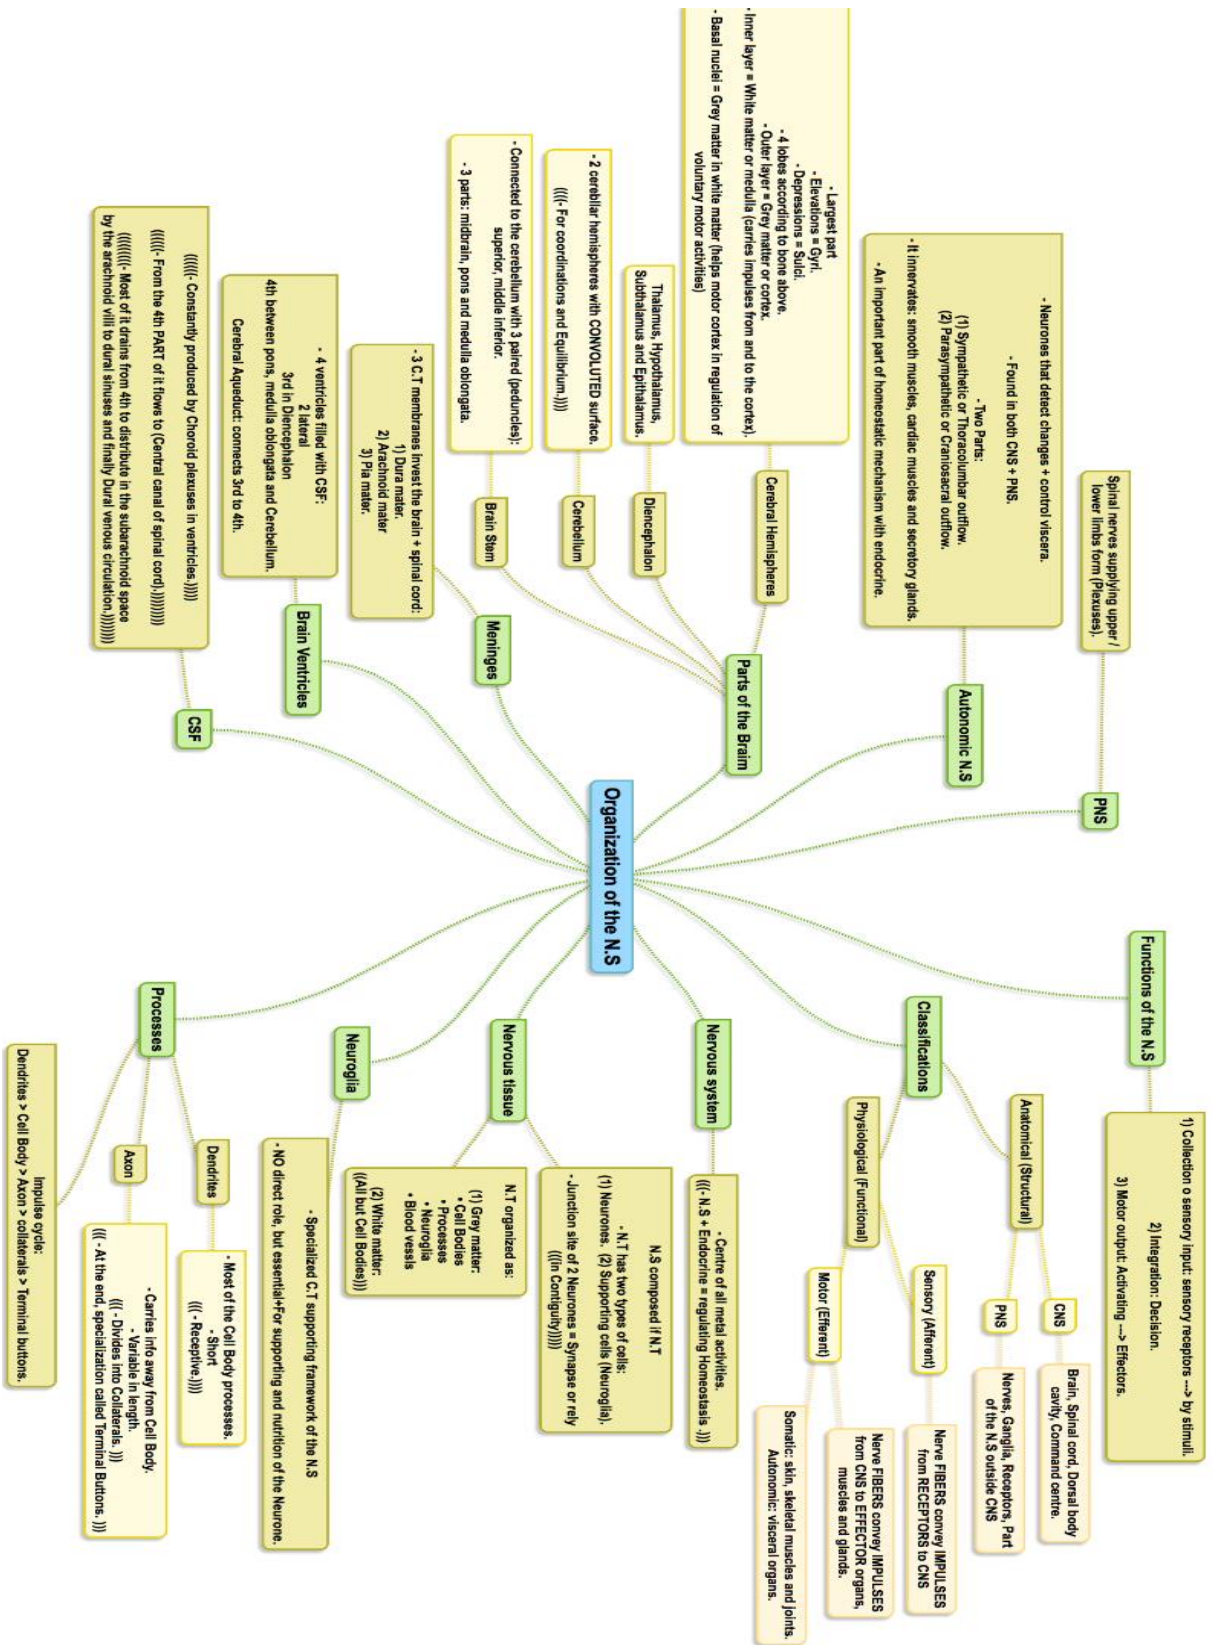 Organization of the N.S
Functions of the N.S
1) Collection o sensory input: sensory receptors ---> by stimuli.
2) Integration: Decision.
3) Motor output: Activating ---> Effectors.
Classifications
Anatomical (Structural)
CNS
Brain, Spinal cord, Dorsal body
cavity, Command centre.
PNS
Nerves, Ganglia, Receptors, Part
of the N.S outside CNS
Physiological (Functional)
Sensory (Afferent)
Nerve FIBERS convey IMPULSES
from RECEPTORS to CNS
Motor (Efferent)
Nerve FIBERS convey IMPULSES
from CNS to EFFECTOR organs,
muscles and glands.
Somatic: skin, skeletal muscles and joints.
Autonomic: visceral organs.
Nervous system
- Centre of all metal activities.
(((- N.S + Endocrine = regulating Homeostasis .)))
Nervous tissue
N.S composed if N.T
- N.T has two types of cells:
(1) Neurones. (2) Supporting cells (Neuroglia).
- Junction site of 2 Neurones = Synapse or rely
((((in Contiguity)))))
N.T organized as:
(1) Grey matter:
• Cell Bodies
• Processes
• Neuroglia
• Blood vessls
(2) White matter:
((All but Cell Bodies)))
Neuroglia
- Specialized C.T supporting framework of the N.S
- NO direct role, but essential+For supporting and nutrition of the Neurone.
Processes
Dendrites
- Most of the Cell Body processes.
- Short
((( - Receptive.))))
Axon
- Carries info away from Cell Body.
- Variable in length.
((( - Divides into Collaterals. )))
((( - At the end, specialization called Terminal Buttons. )))
Impulse cycle:
Dendrites > Cell Body > Axon > collaterals > Terminal buttons.
PNS
Spinal nerves supplying upper /
lower limbs form (Plexuses).
Autonomic N.S
- Neurones that detect changes + control viscera.
- Found in both CNS + PNS.
- Two Parts:
(1) Sympathetic or Thoracolumbar outflow.
(2) Parasympathetic or Craniosacral outflow.
- It innervates: smooth muscles, cardiac muscles and secretory glands.
- An important part of homeostatic mechanism with endocrine.
Parts of the Braim
Cerebral Hemispheres
- Largest part
- Elevations = Gyri.
- Depressions = Sulci.
- 4 lobes according to bone above.
- Outer layer = Grey matter or cortex.
- Inner layer = White matter or medulla (carries impulses from and to the cortex).
- Basal nuclei = Grey matter in white matter (helps motor cortex in regulation of
voluntary motor activities)
Diencephalon
Thalamus, Hypothalamus,
Subthalamus and Epithalamus.
Cerebellum
- 2 cerebllar hemispheres with CONVOLUTED surface.
((((- For coordinations and Equilibrium.))))
Brain Stem
- Connected to the cerebellum with 3 paired (peduncles):
superior, middle inferior.
- 3 parts: midbrain, pons and medulla oblongata.
Meninges
- 3 C.T membranes invest the brain + spinal cord:
1) Dura mater.
2) Arachnoid mater
3) Pia mater.
Brain Ventricles
- 4 ventricles filled with CSF:
2 lateral
3rd in Diencephalon
4th between pons, medulla oblongata and Cerebellum.
Cerebral Aqueduct: connects 3rd to 4th.
CSF
((((((- Constantly produced by Choroid plexuses in ventricles.)))))
((((((- From the 4th PART of it flows to (Central canal of spinal cord).)))))))))
((((((((- Most of it drains from 4th to distribute in the subarachnoid space
by the arachnoid villi to dural sinuses and finally Dural venous circulation.))))))))